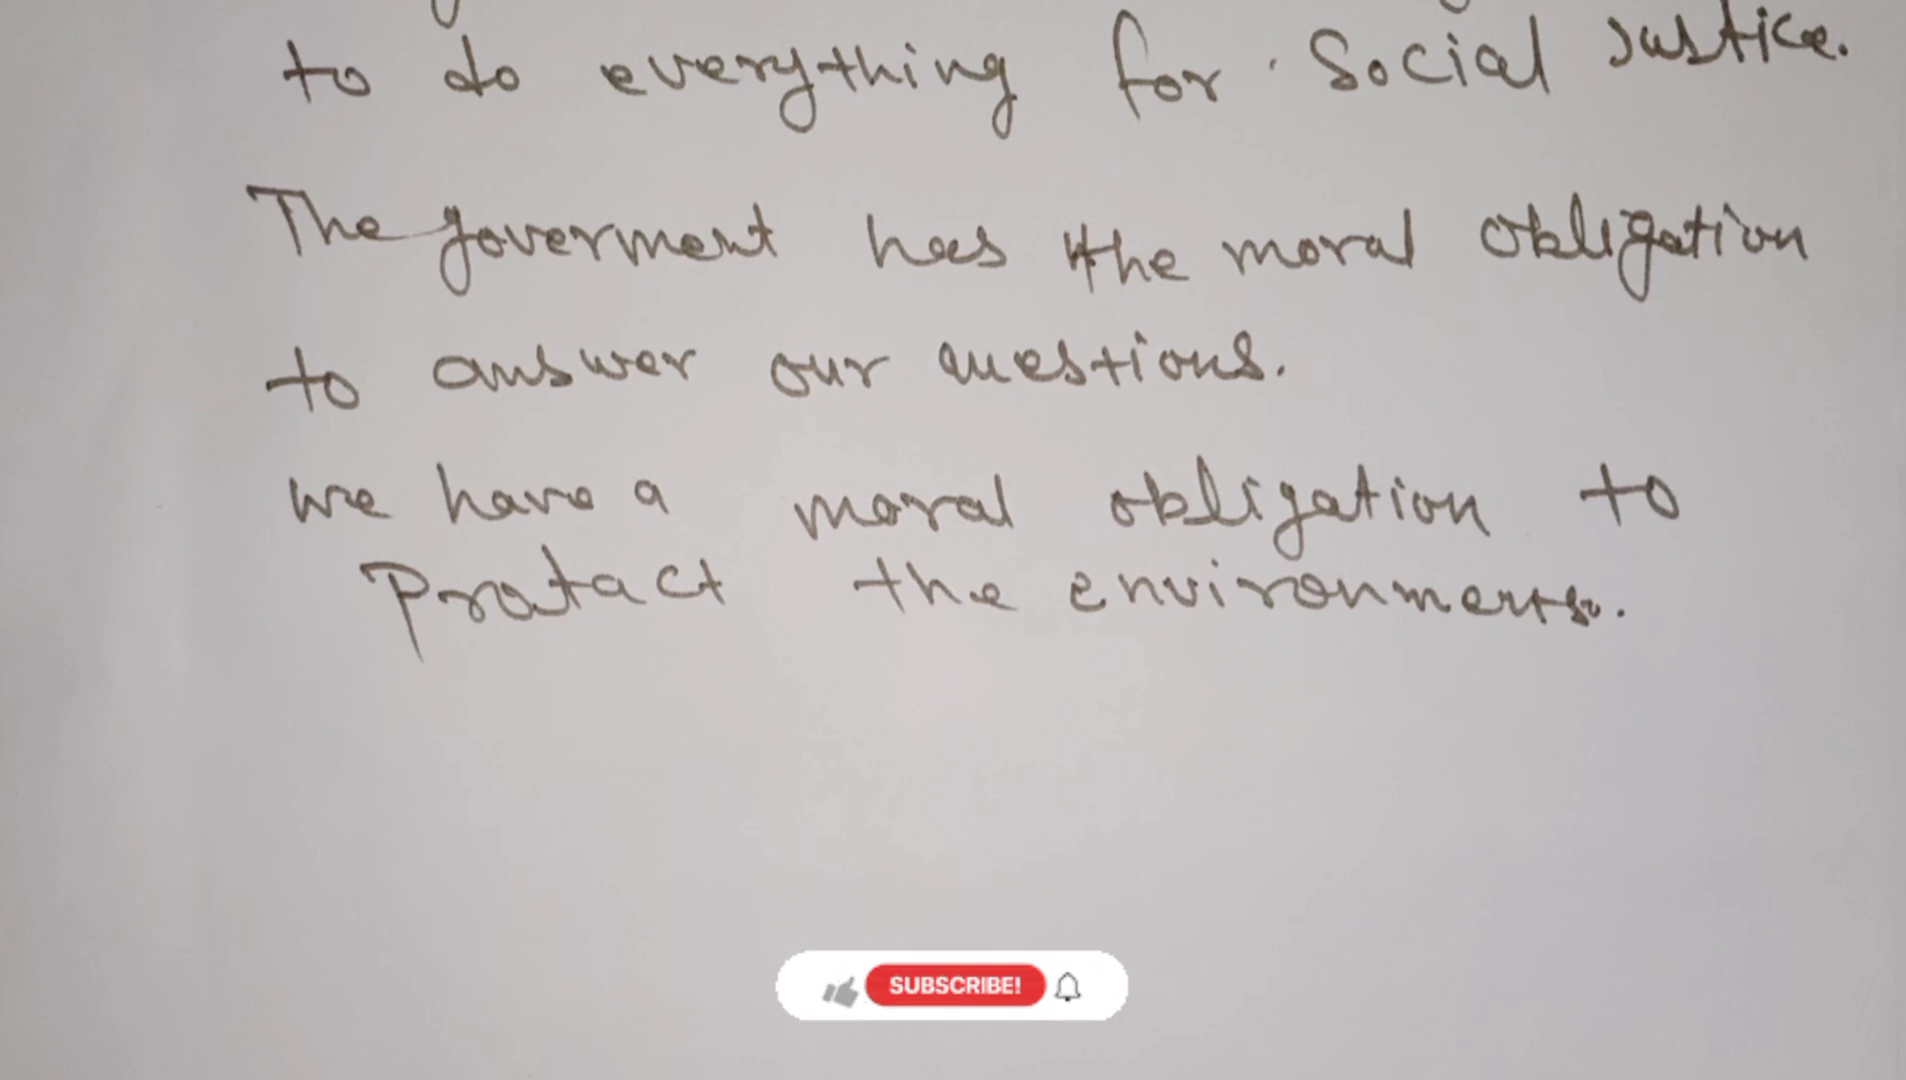 to do everything for social justice.
The goverment has the moral obligation
to answer our questions.
we have a moral obligation to
Protact the environments.
SUBSCRIBE!